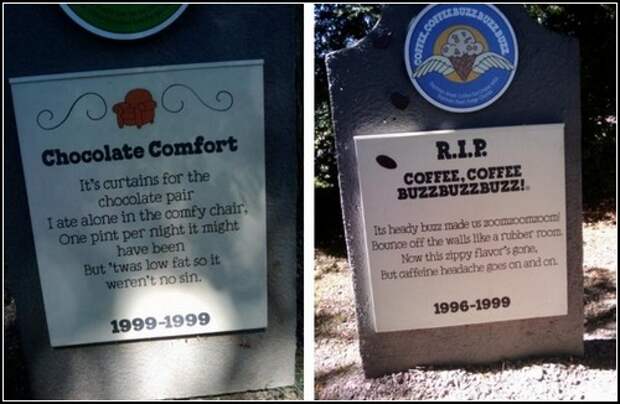 Chocolate Comfort
It's curtains for the
chocolate pair
I ate alone in the comfy chair,
One pint per night it might
have been
But 'twas low fat so it
weren't no sin.
1999-1999
COFFEE, COFFEE BUZZ BUZZ BUZZ
R.I.P.
COFFEE, COFFEE
BUZZBUZZBUZZ!
Its heady buzz made us zoomzoomzoom!
Bounce off the walls like a rubber room.
Now this zippy flavor's gone,
But caffeine headache goes on and on.
1996-1999